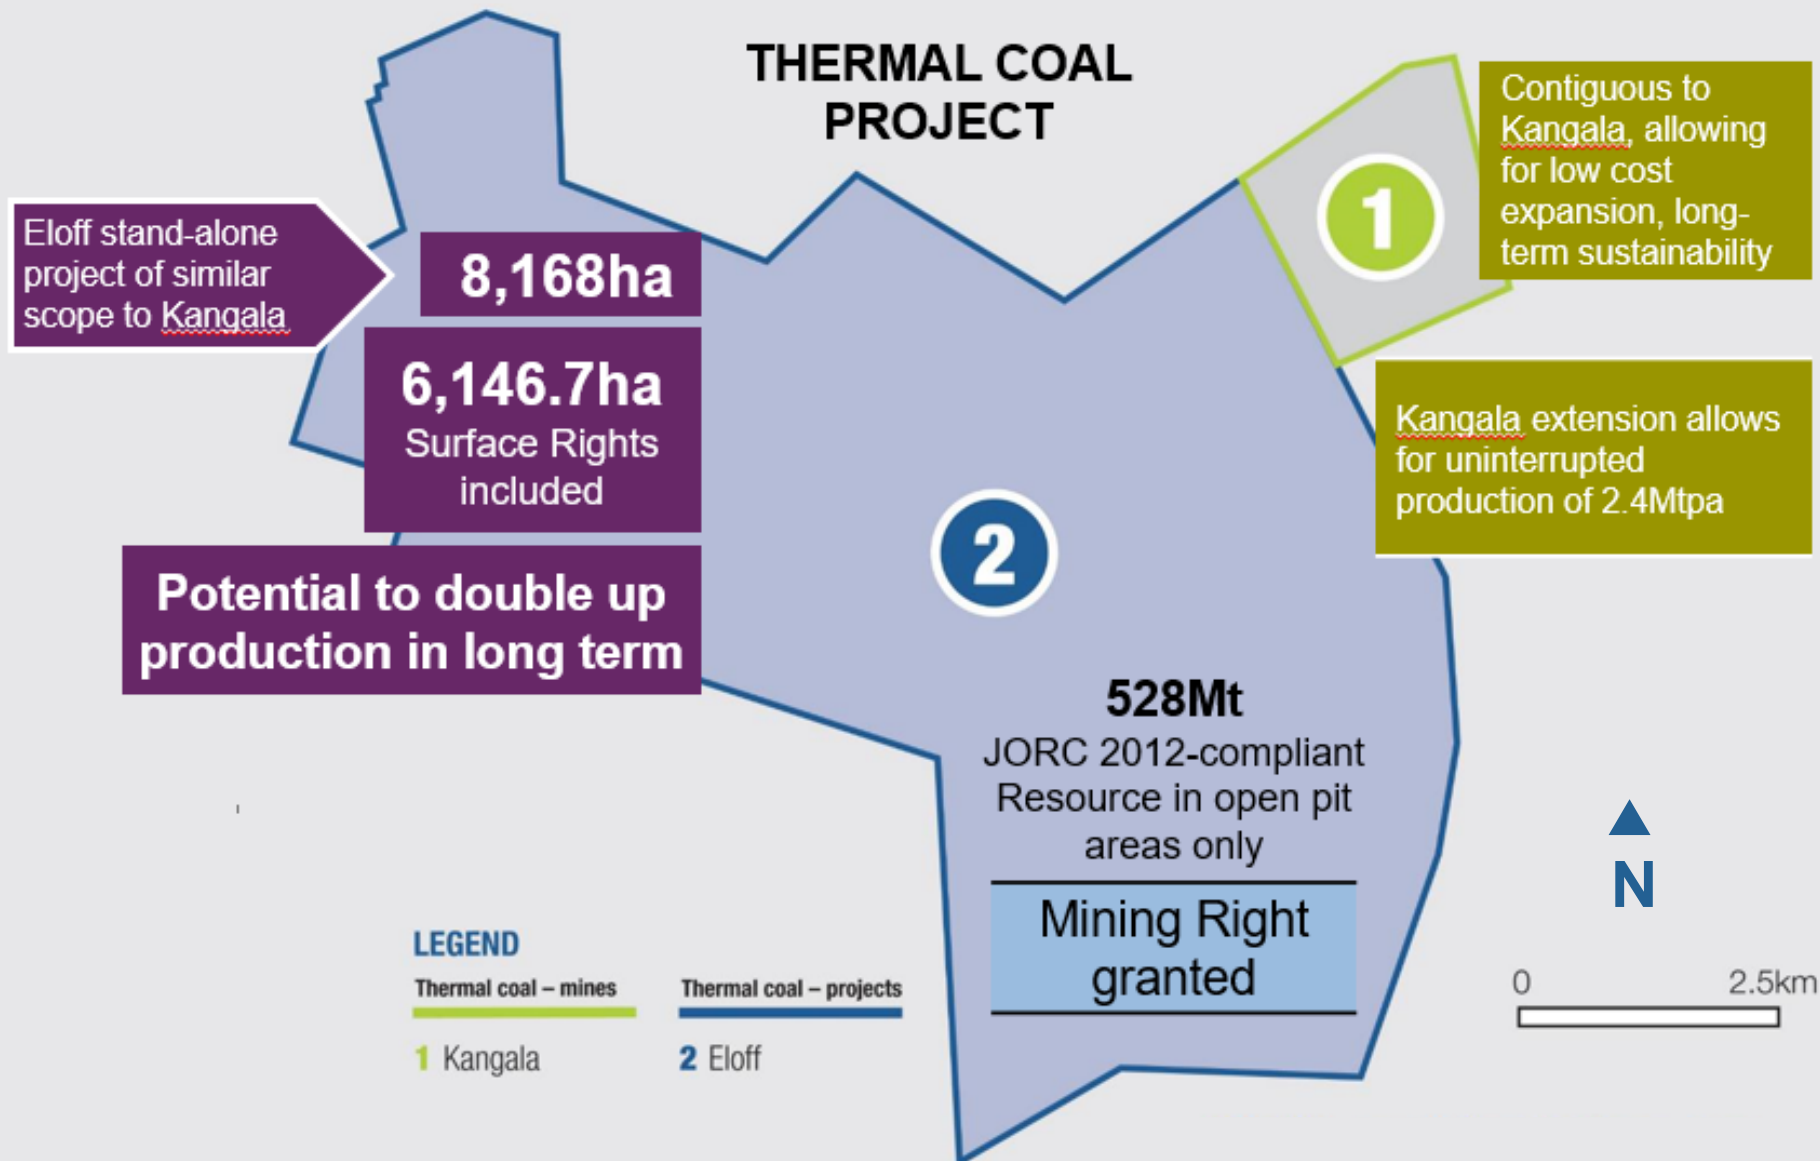 THERMAL COAL
PROJECT
Contiguous to
Kangala, allowing
for low cost
expansion, long-
term sustainability
1
Eloff stand-alone
project of similar
scope to Kangala
8,168ha
6,146.7ha
Surface Rights
included
Kangala extension allows
for uninterrupted
production of 2.4Mtpa
2
Potential to double up
production in long term
528Mt
JORC 2012-compliant
Resource in open pit
areas only
Mining Right
granted
N
LEGEND
Thermal coal – mines
1 Kangala
Thermal coal – projects
2 Eloff
0 2.5km